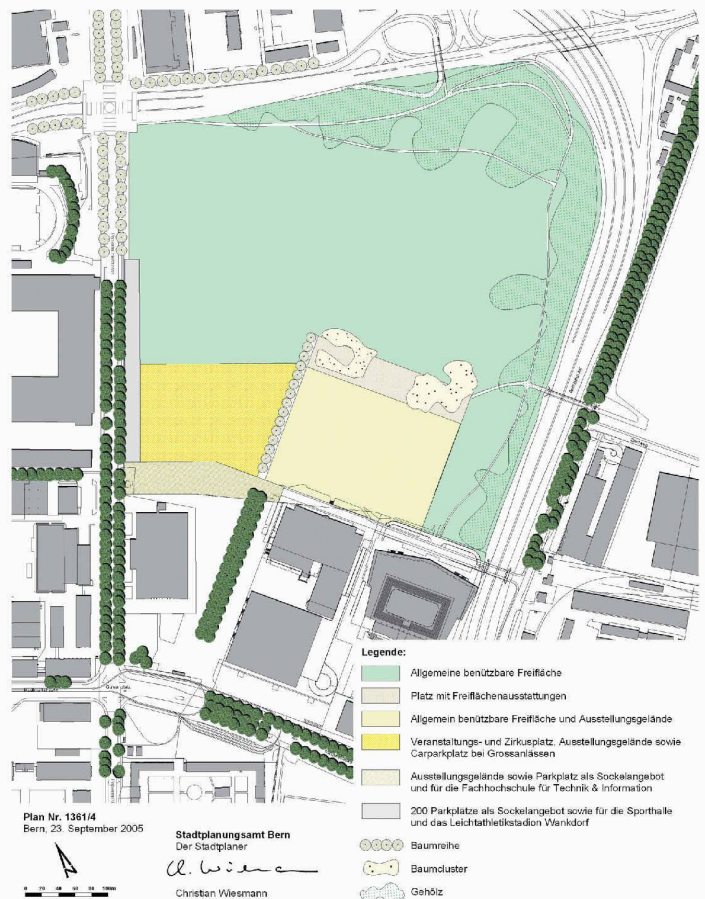 Guisanplatz
Legende:
Allgemeine benützbare Freifläche
Platz mit Freiflächenausstattungen
Allgemein benützbare Freifläche und Ausstellungsgelände
Veranstaltungs- und Zirkusplatz, Ausstellungsgelände sowie
Carparkplatz bei Grossanlässen
Ausstellungsgelände sowie Parkplatz als Sockelangebot
und für die Fachhochschule für Technik & Information
200 Parkplätze als Sockelangebot sowie für die Sporthalle
und das Leichtathletikstadion Wankdorf
Baumreihe
Baumcluster
Gehölz
Plan Nr. 1361/4
Bern, 23. September 2005
Stadtplanungsamt Bern
Der Stadtplaner
Christian Wiesmann
100m